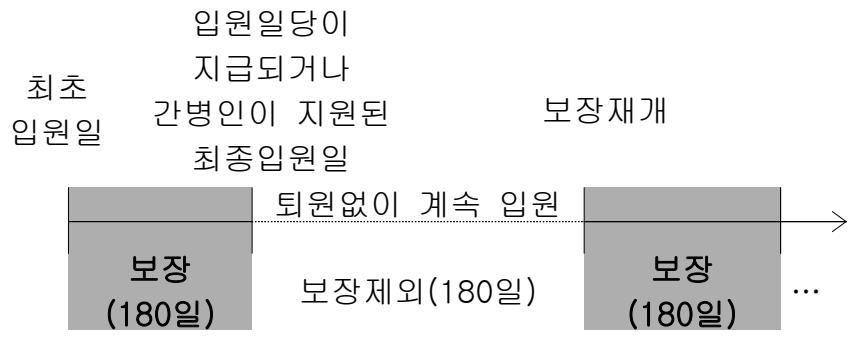 최초
입원일
입원일당이
지급되거나
간병인이 지원된
최종입원일
보장재개
퇴원없이 계속 입원
보장
(180일)
보장제외(180일)
보장
(180일)
…